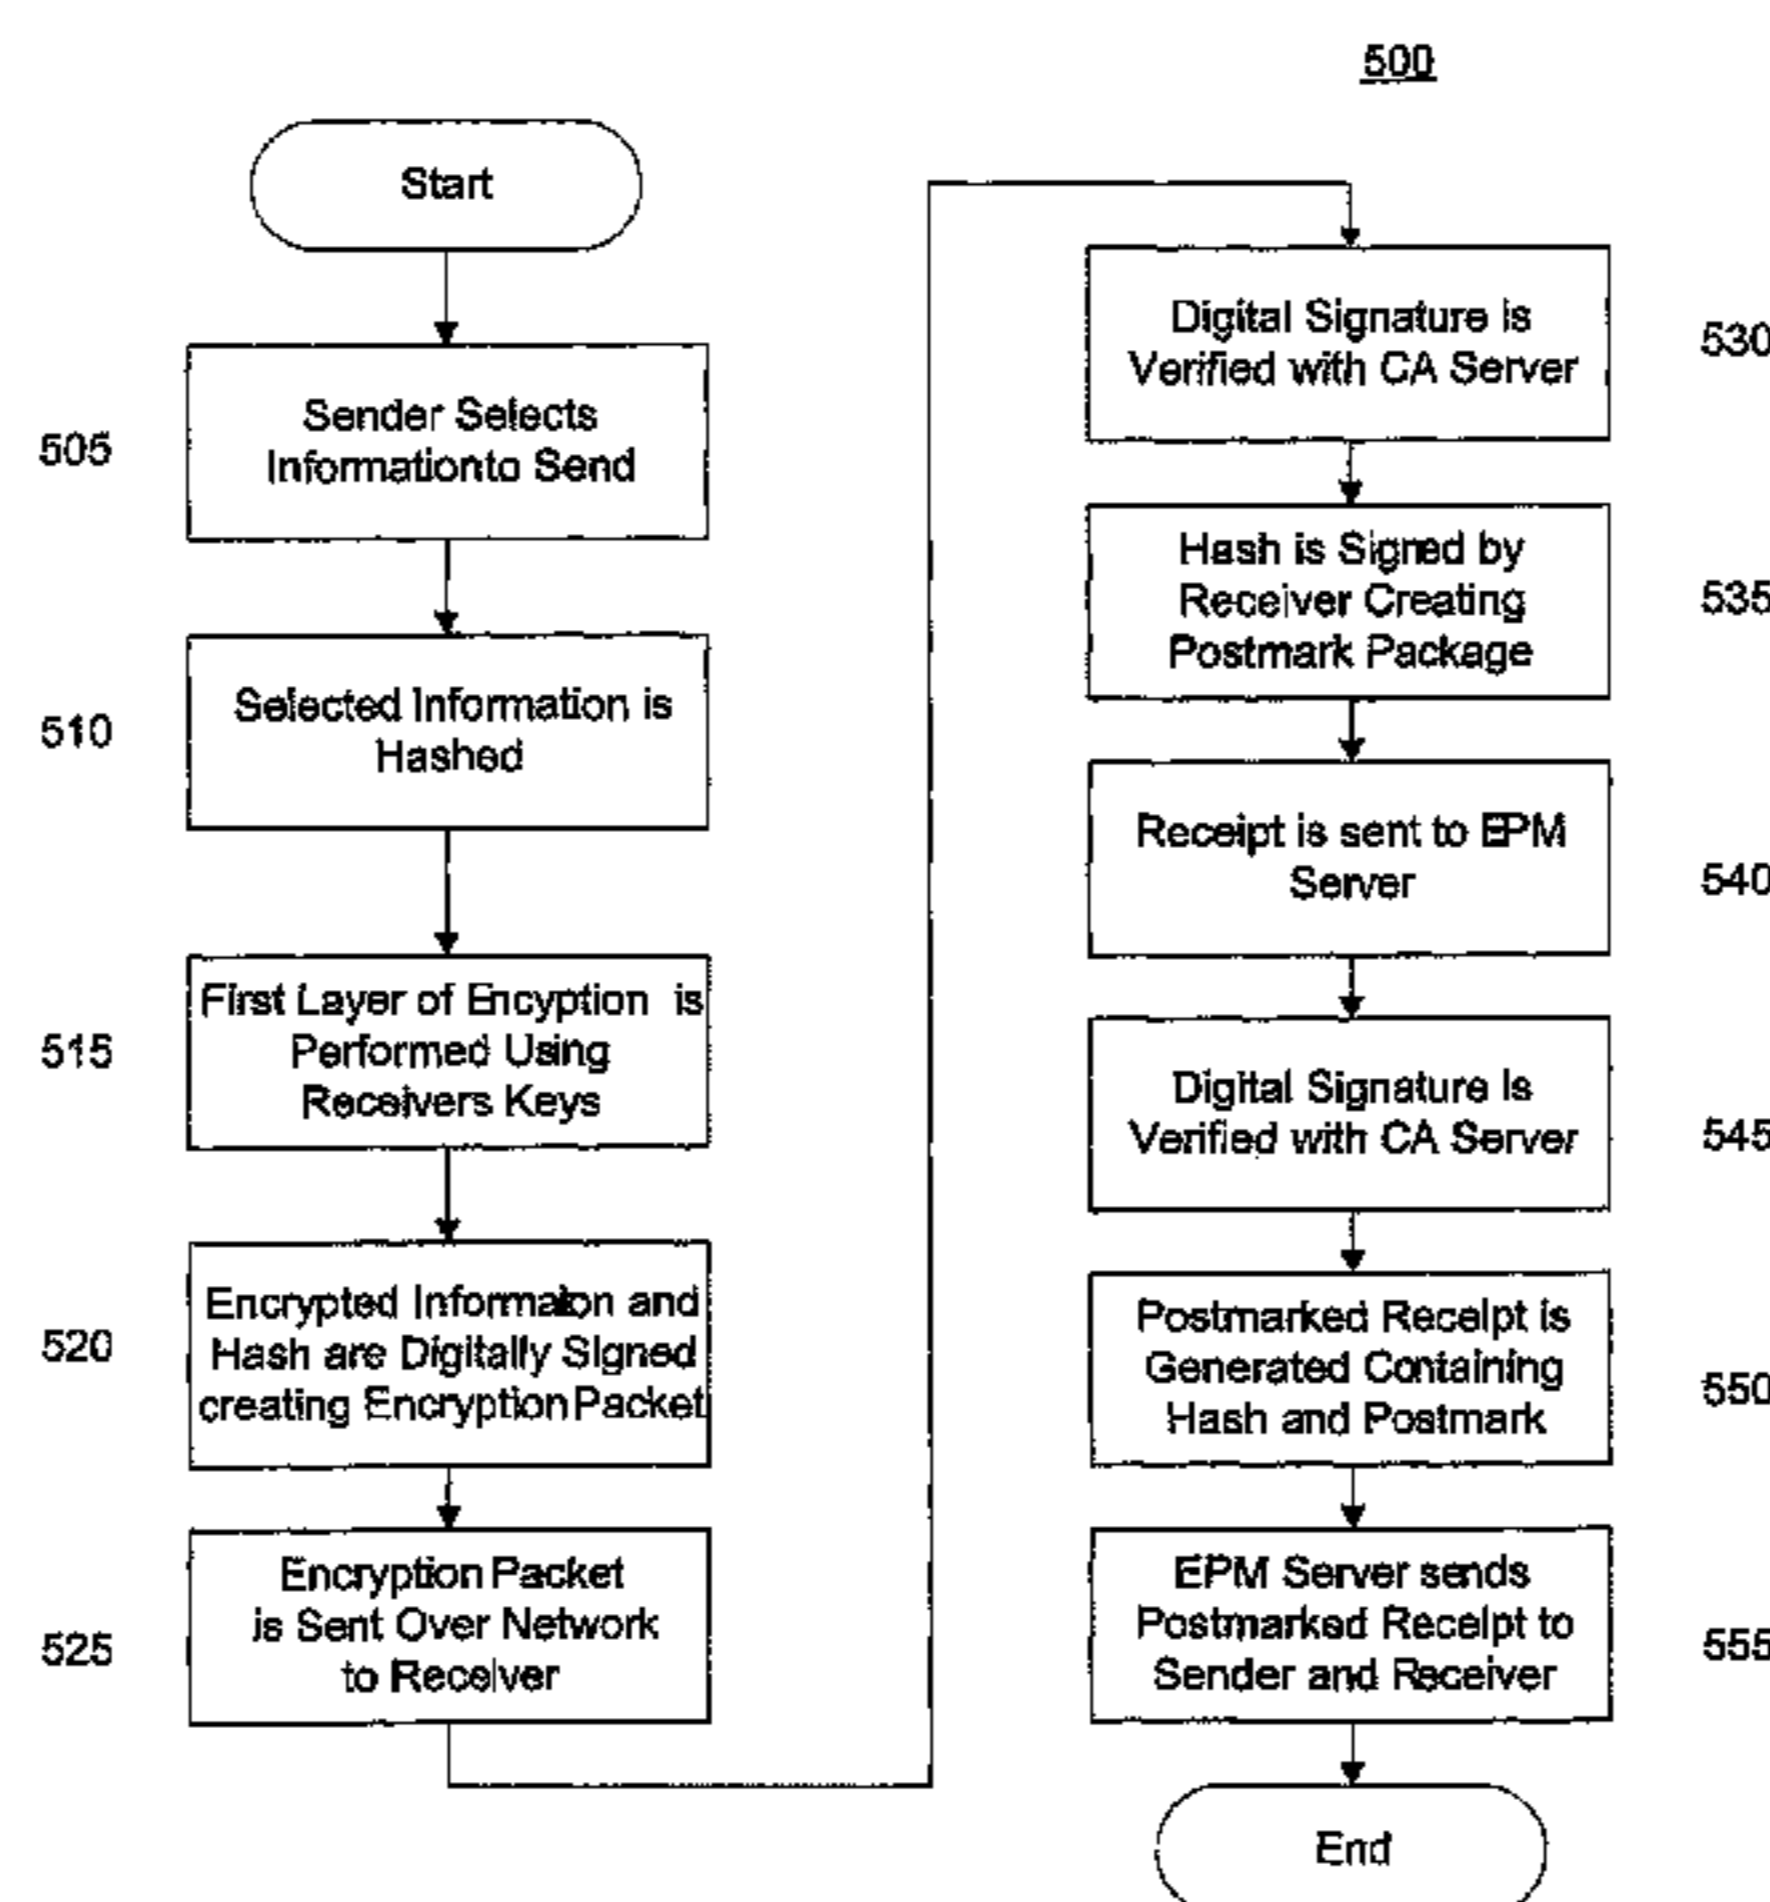 500
Start
505
Sender Selects
Informationto Send
510
Selected Information is
Hashed
515
First Layer of Encyption is
Performed Using
Receivers Keys
520
Encrypted Informaion and
Hash are Digitally Signed
creating Encryption Packet
525
Encryption Packet
is Sent Over Network
to Receiver
Digital Signature is
Verified with CA Server
530
Hash is Signed by
Receiver Creating
Postmark Package
535
Receipt is sent to EPM
Server
540
Digital Signature is
Verified with CA Server
545
Postmarked Receipt is
Generated Containing
Hash and Postmark
550
EPM Server sends
Postmarked Receipt to
Sender and Receiver
555
End